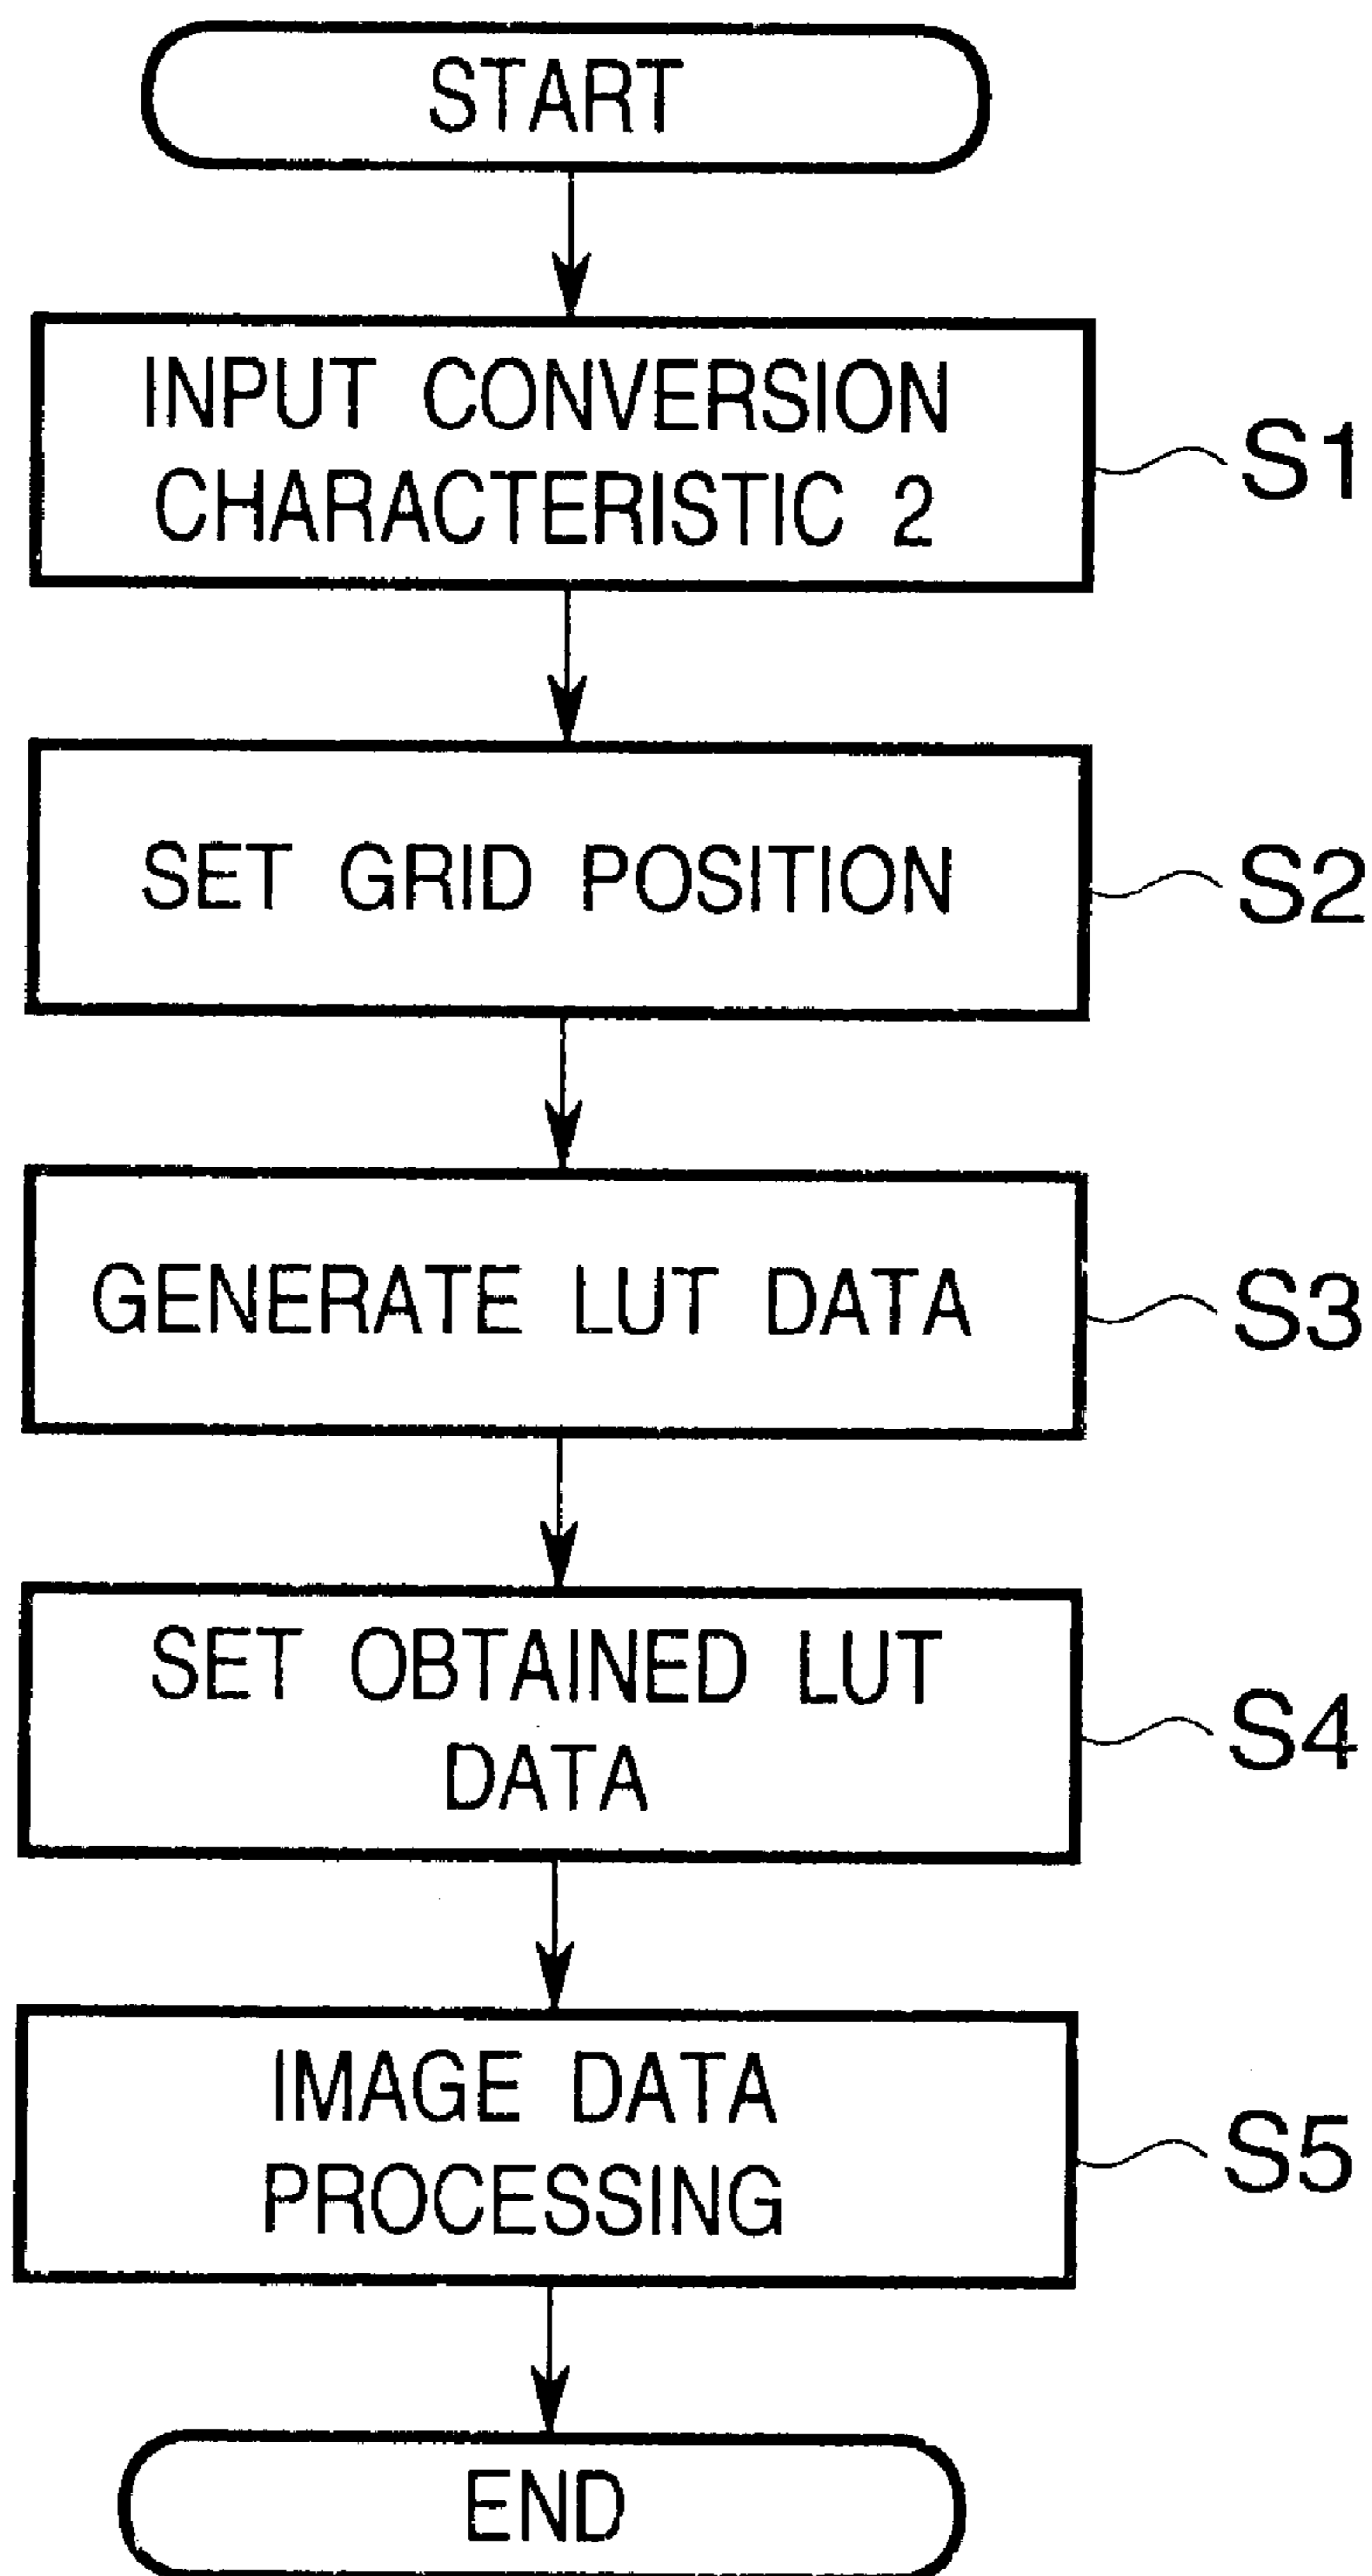 START
INPUT CONVERSION
CHARACTERISTIC 2
S1
SET GRID POSITION
S2
GENERATE LUT DATA
S3
SET OBTAINED LUT
DATA
S4
IMAGE DATA
PROCESSING
S5
END